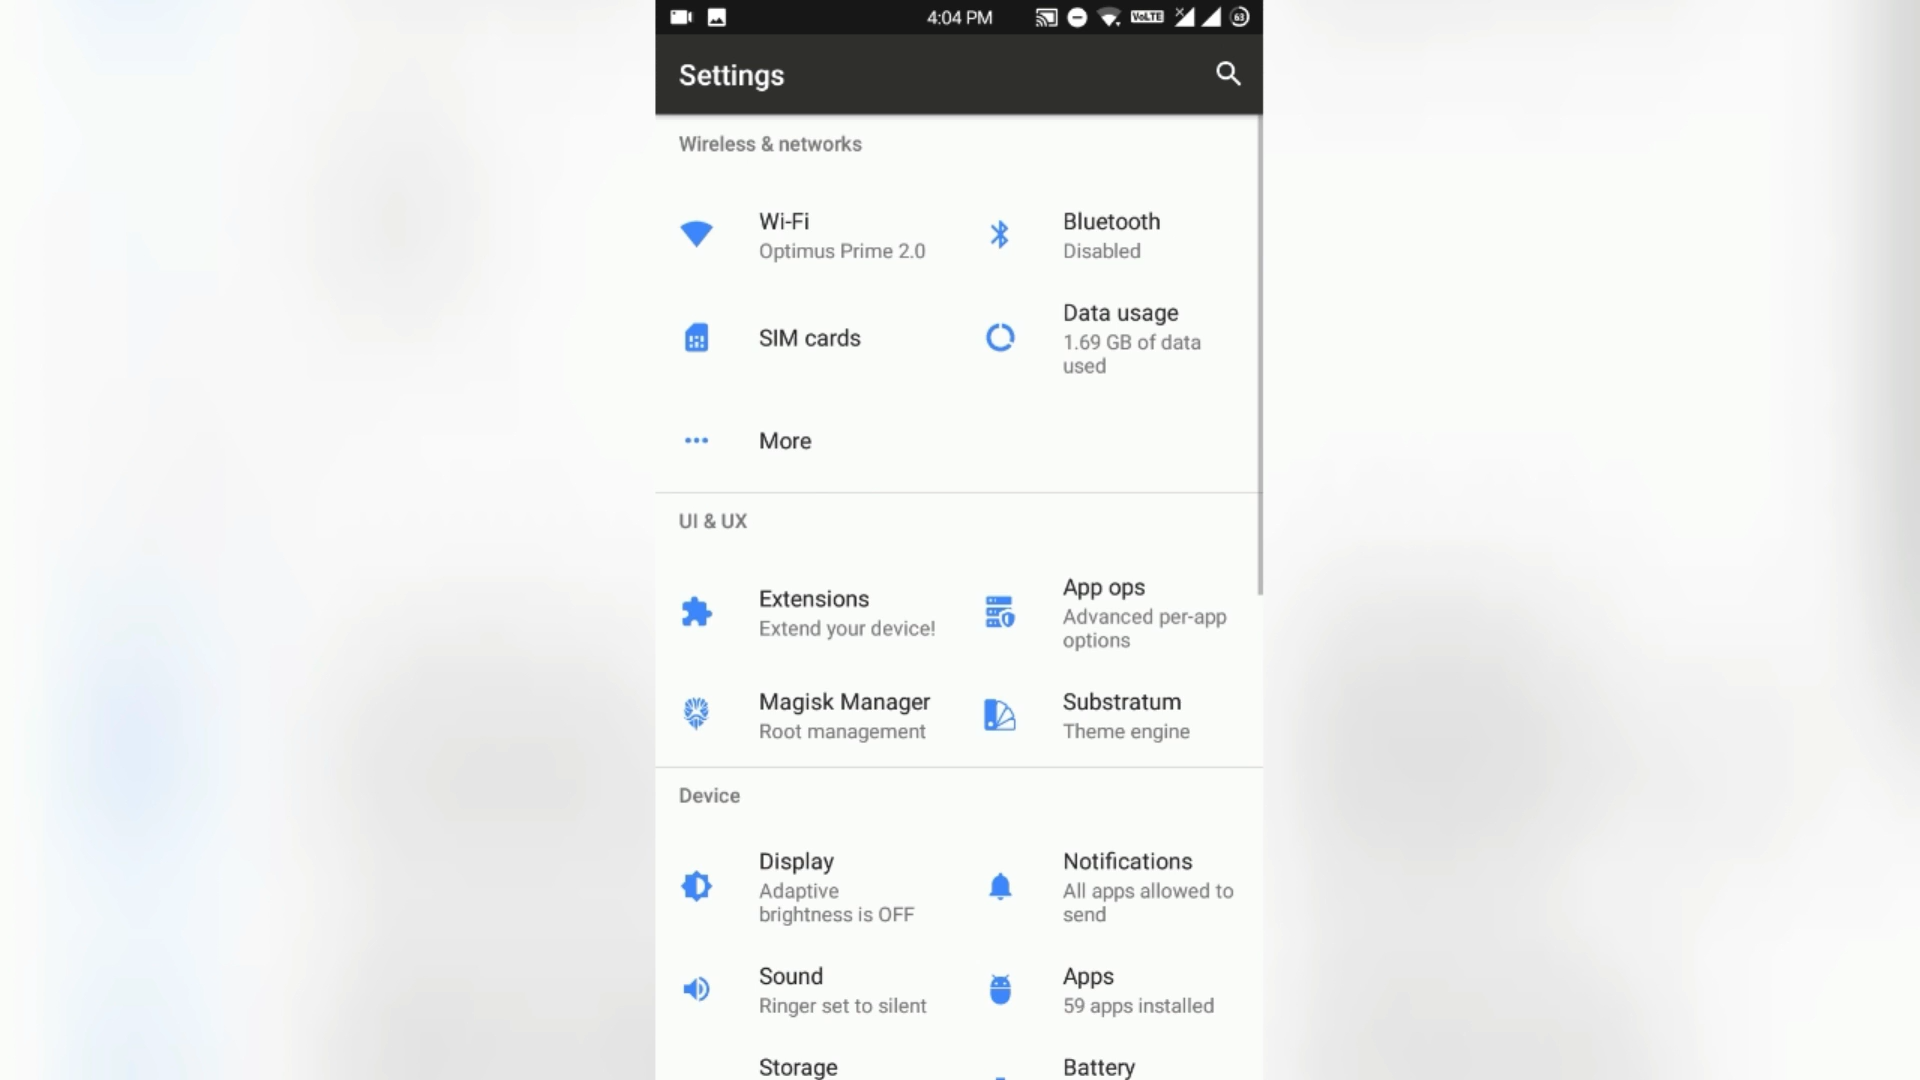 4:04 PM VoLTE 63
Settings
Wireless & networks
Wi-Fi
Optimus Prime 2.0
Bluetooth
Disabled
SIM cards
Data usage
1.69 GB of data
used
More
UI & UX
Extensions
Extend your device!
App ops
Advanced per-app
options
Magisk Manager
Root management
Substratum
Theme engine
Device
Display
Adaptive
brightness is OFF
Notifications
All apps allowed to
send
Sound
Ringer set to silent
Apps
59 apps installed
Storage
Battery